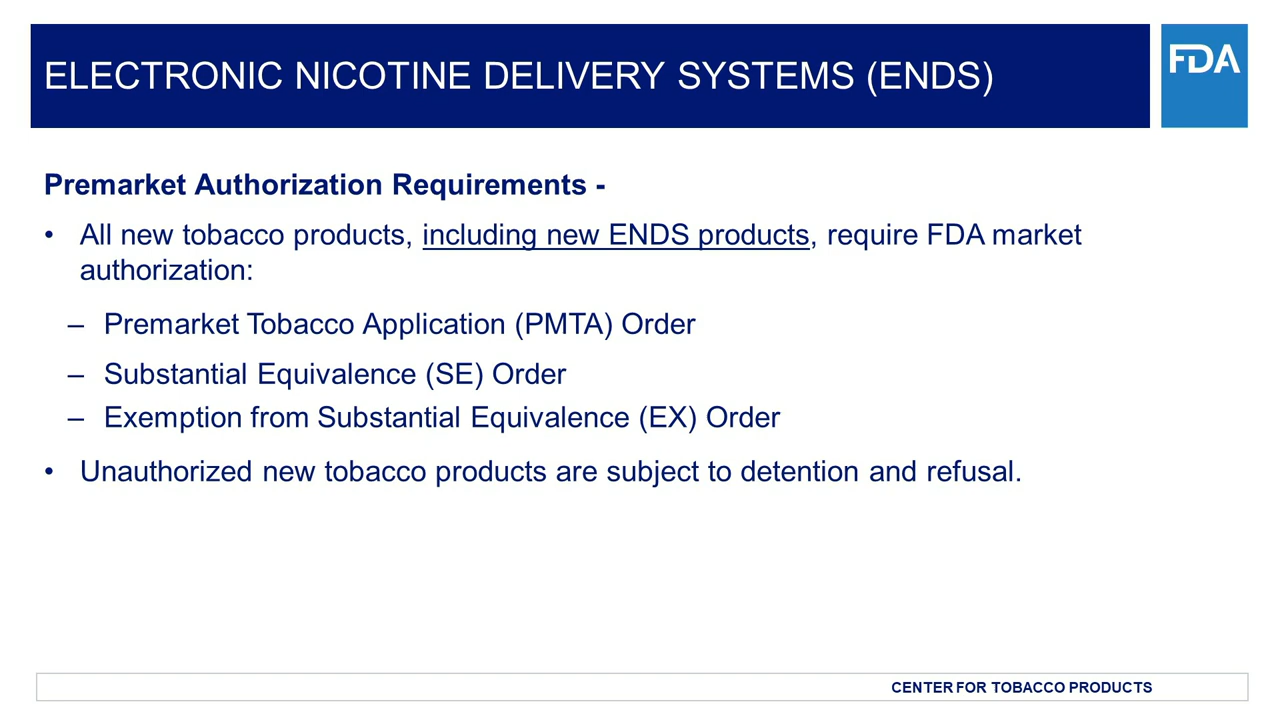 ELECTRONIC NICOTINE DELIVERY SYSTEMS (ENDS)
FDA
Premarket Authorization Requirements -
• All new tobacco products, including new ENDS products, require FDA market
authorization:
– Premarket Tobacco Application (PMTA) Order
– Substantial Equivalence (SE) Order
– Exemption from Substantial Equivalence (EX) Order
• Unauthorized new tobacco products are subject to detention and refusal.
CENTER FOR TOBACCO PRODUCTS